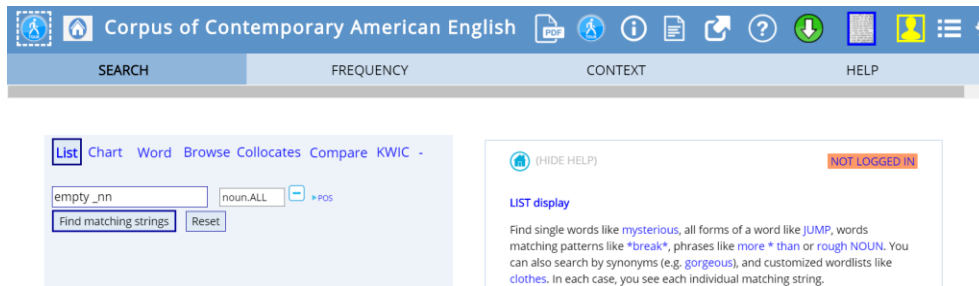 Corpus of Contemporary American English PDF
SEARCH FREQUENCY CONTEXT HELP
List Chart Word Browse Collocates Compare KWIC -
empty _nn noun.ALL POS
Find matching strings Reset
(HIDE HELP) NOT LOGGED IN
LIST display
Find single words like mysterious, all forms of a word like JUMP, words
matching patterns like *break*, phrases like more * than or rough NOUN. You
can also search by synonyms (e.g. gorgeous), and customized wordlists like
clothes. In each case, you see each individual matching string.